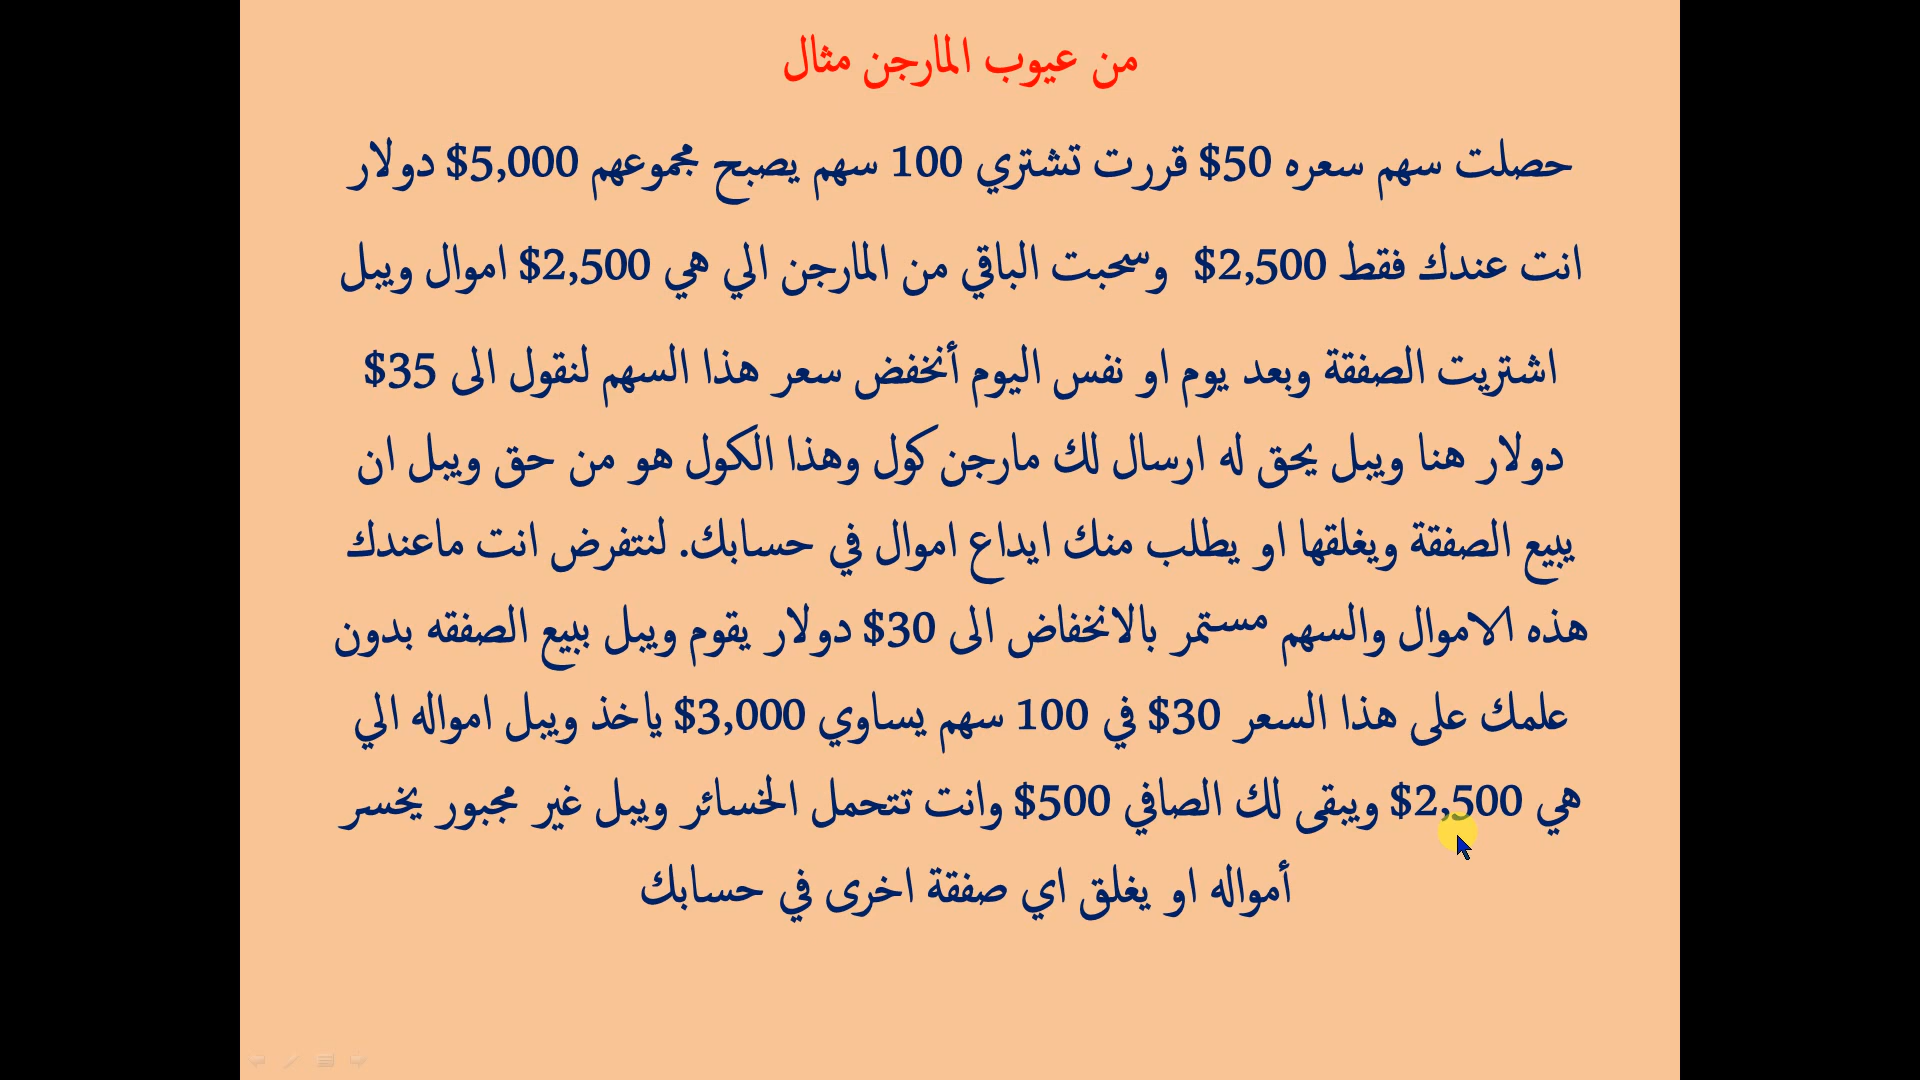 من عيوب المارجن مثال
حصلت سهم سعره 50$ قررت تشتري 100 سهم يصبح مجموعهم 5,000$ دولار
انت عندك فقط 2,500$ وسحبت الباقي من المارجن الي هي 2,500$ اموال ويبل
اشتريت الصفقة وبعد يوم او نفس اليوم أنخفض سعر هذا السهم لنقول الى 35$
دولار هنا ويبل يحق له ارسال لك مارجن كول وهذا الكول هو من حق ويبل ان
يبيع الصفقة ويغلقها او يطلب منك ايداع اموال في حسابك. لنتفرض انت ماعندك
هذه الاموال والسهم مستمر بالانخفاض الى 30$ دولار يقوم ويبل ببيع الصفقه بدون
علمك على هذا السعر 30$ في 100 سهم يساوي 3,000$ ياخذ ويبل امواله الي
هي 2,500$ ويبقى لك الصافي 500$ وانت تتحمل الخسائر ويبل غير مجبور يخسر
أمواله او يغلق اي صفقة اخرى في حسابك